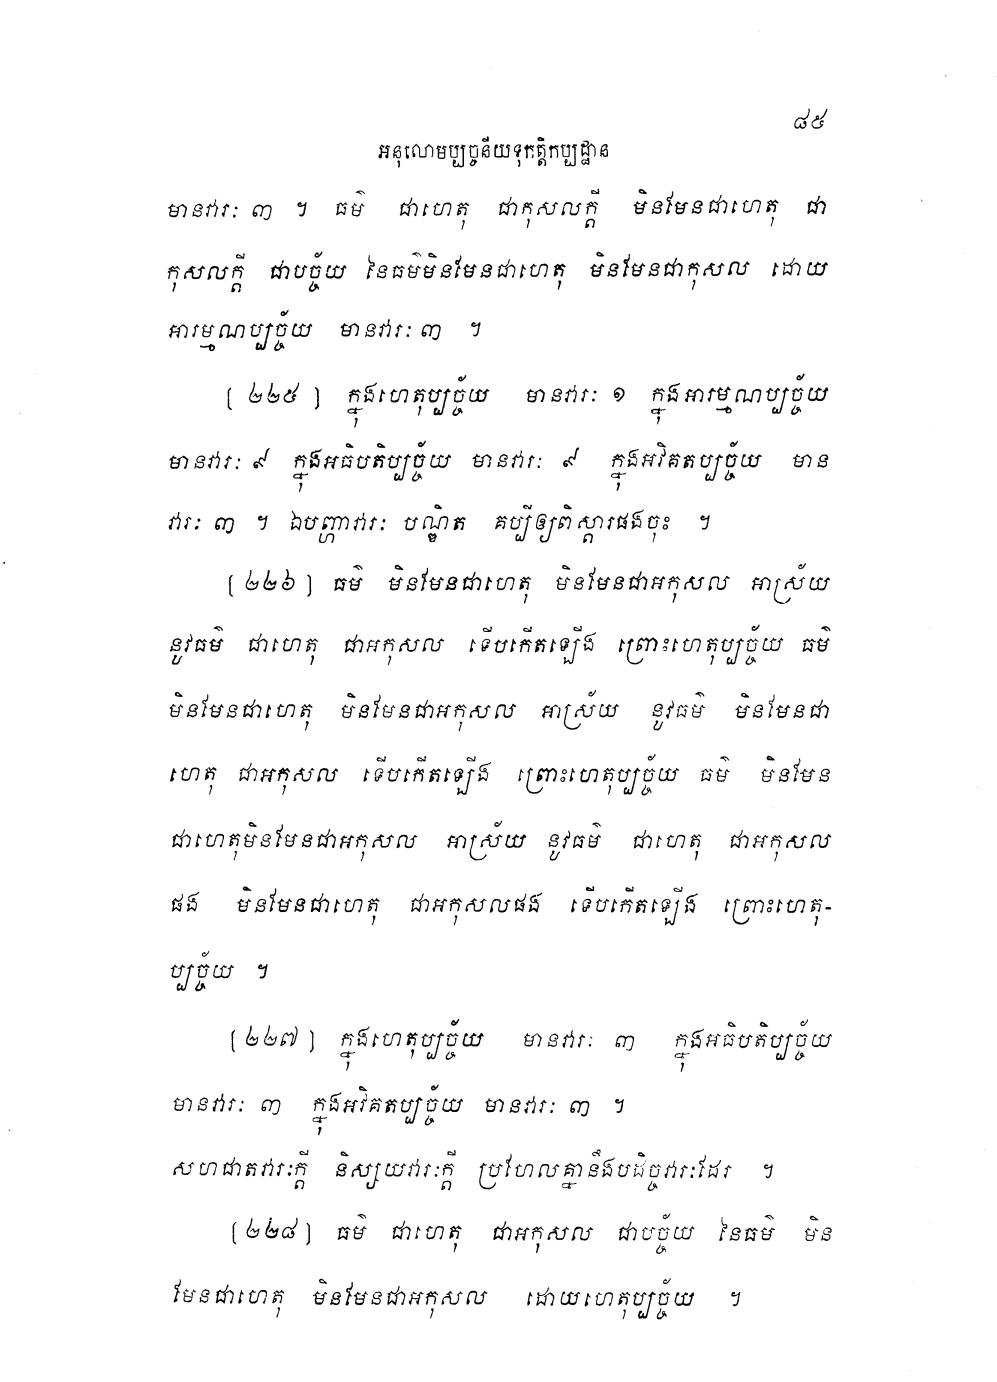 ៨៥
អនុលោមប្បច្ចនីយទុកត្តិកប្បដ្ឋាន
មានវារៈ ៣ ។ ធម៌ ជាហេតុ ជាកុសលក្តី មិនមែនជាហេតុ ជា
កុសលក្តី ជាបច្ច័យ នៃធម៌មិនមែនជាហេតុ មិនមែនជាកុសល ដោយ
អារម្មណប្បច្ច័យ មានវារៈ ៣ ។
[ ២២៥ ] ក្នុងហេតុប្បច្ច័យ មានវារៈ ១ ក្នុងអារម្មណប្បច្ច័យ
មានវារៈ ៩ ក្នុងអធិបតិប្បច្ច័យ មានវារៈ ៩ ក្នុងអវិគតប្បច្ច័យ មាន
វារៈ ៣ ។ ឯបញ្ហាវារៈ បណ្ឌិត គប្បីឲ្យពិស្តារផងចុះ ។
[ ២២៦ ] ធម៌ មិនមែនជាហេតុ មិនមែនជាអកុសល អាស្រ័យ
នូវធម៌ ជាហេតុ ជាអកុសល ទើបកើតឡើង ព្រោះហេតុប្បច្ច័យ ធម៌
មិនមែនជាហេតុ មិនមែនជាអកុសល អាស្រ័យ នូវធម៌ មិនមែនជា
ហេតុ ជាអកុសល ទើបកើតឡើង ព្រោះហេតុប្បច្ច័យ ធម៌ មិនមែន
ជាហេតុមិនមែនជាអកុសល អាស្រ័យ នូវធម៌ ជាហេតុ ជាអកុសល
ផង មិនមែនជាហេតុ ជាអកុសលផង ទើបកើតឡើង ព្រោះហេតុ-
ប្បច្ច័យ ។
[ ២២៧ ] ក្នុងហេតុប្បច្ច័យ មានវារៈ ៣ ក្នុងអធិបតិប្បច្ច័យ
មានវារៈ ៣ ក្នុងអវិគតប្បច្ច័យ មានវារៈ ៣ ។
សហជាតវារៈក្តី និស្សយវារៈក្តី ប្រហែលគ្នានឹងបដិច្ចវារៈដែរ ។
[ ២២៨ ] ធម៌ ជាហេតុ ជាអកុសល ជាបច្ច័យ នៃធម៌ មិន
មែនជាហេតុ មិនមែនជាអកុសល ដោយហេតុប្បច្ច័យ ។